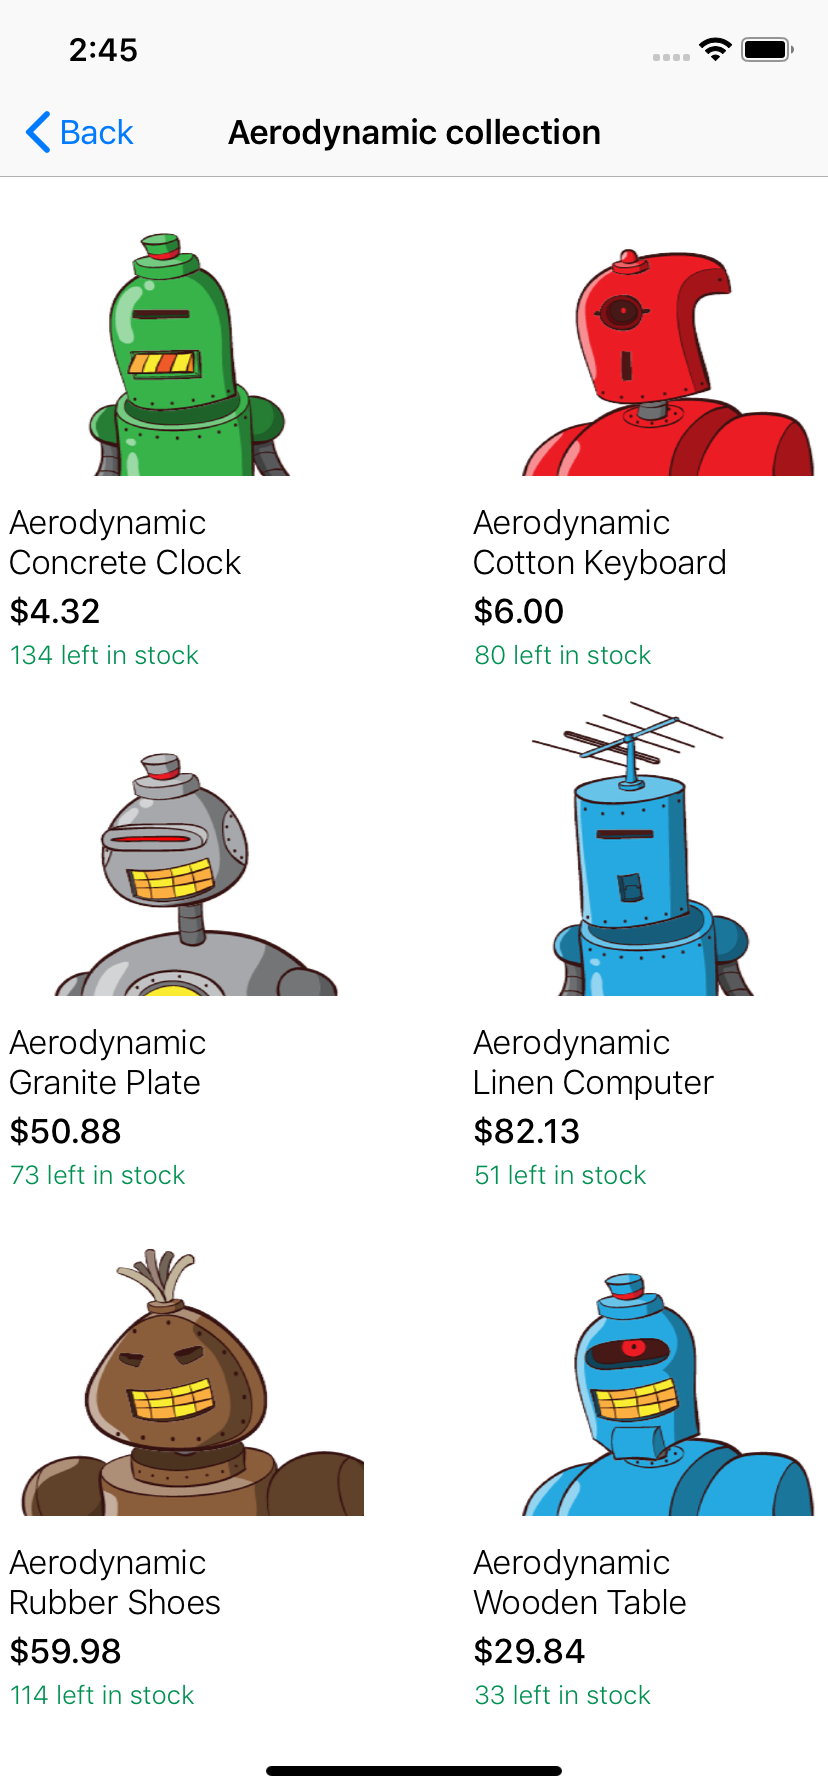 2:45
Back
Aerodynamic collection
Aerodynamic
Concrete Clock
$4.32
134 left in stock
Aerodynamic
Cotton Keyboard
$6.00
80 left in stock
Aerodynamic
Granite Plate
$50.88
73 left in stock
Aerodynamic
Linen Computer
$82.13
51 left in stock
Aerodynamic
Rubber Shoes
$59.98
114 left in stock
Aerodynamic
Wooden Table
$29.84
33 left in stock